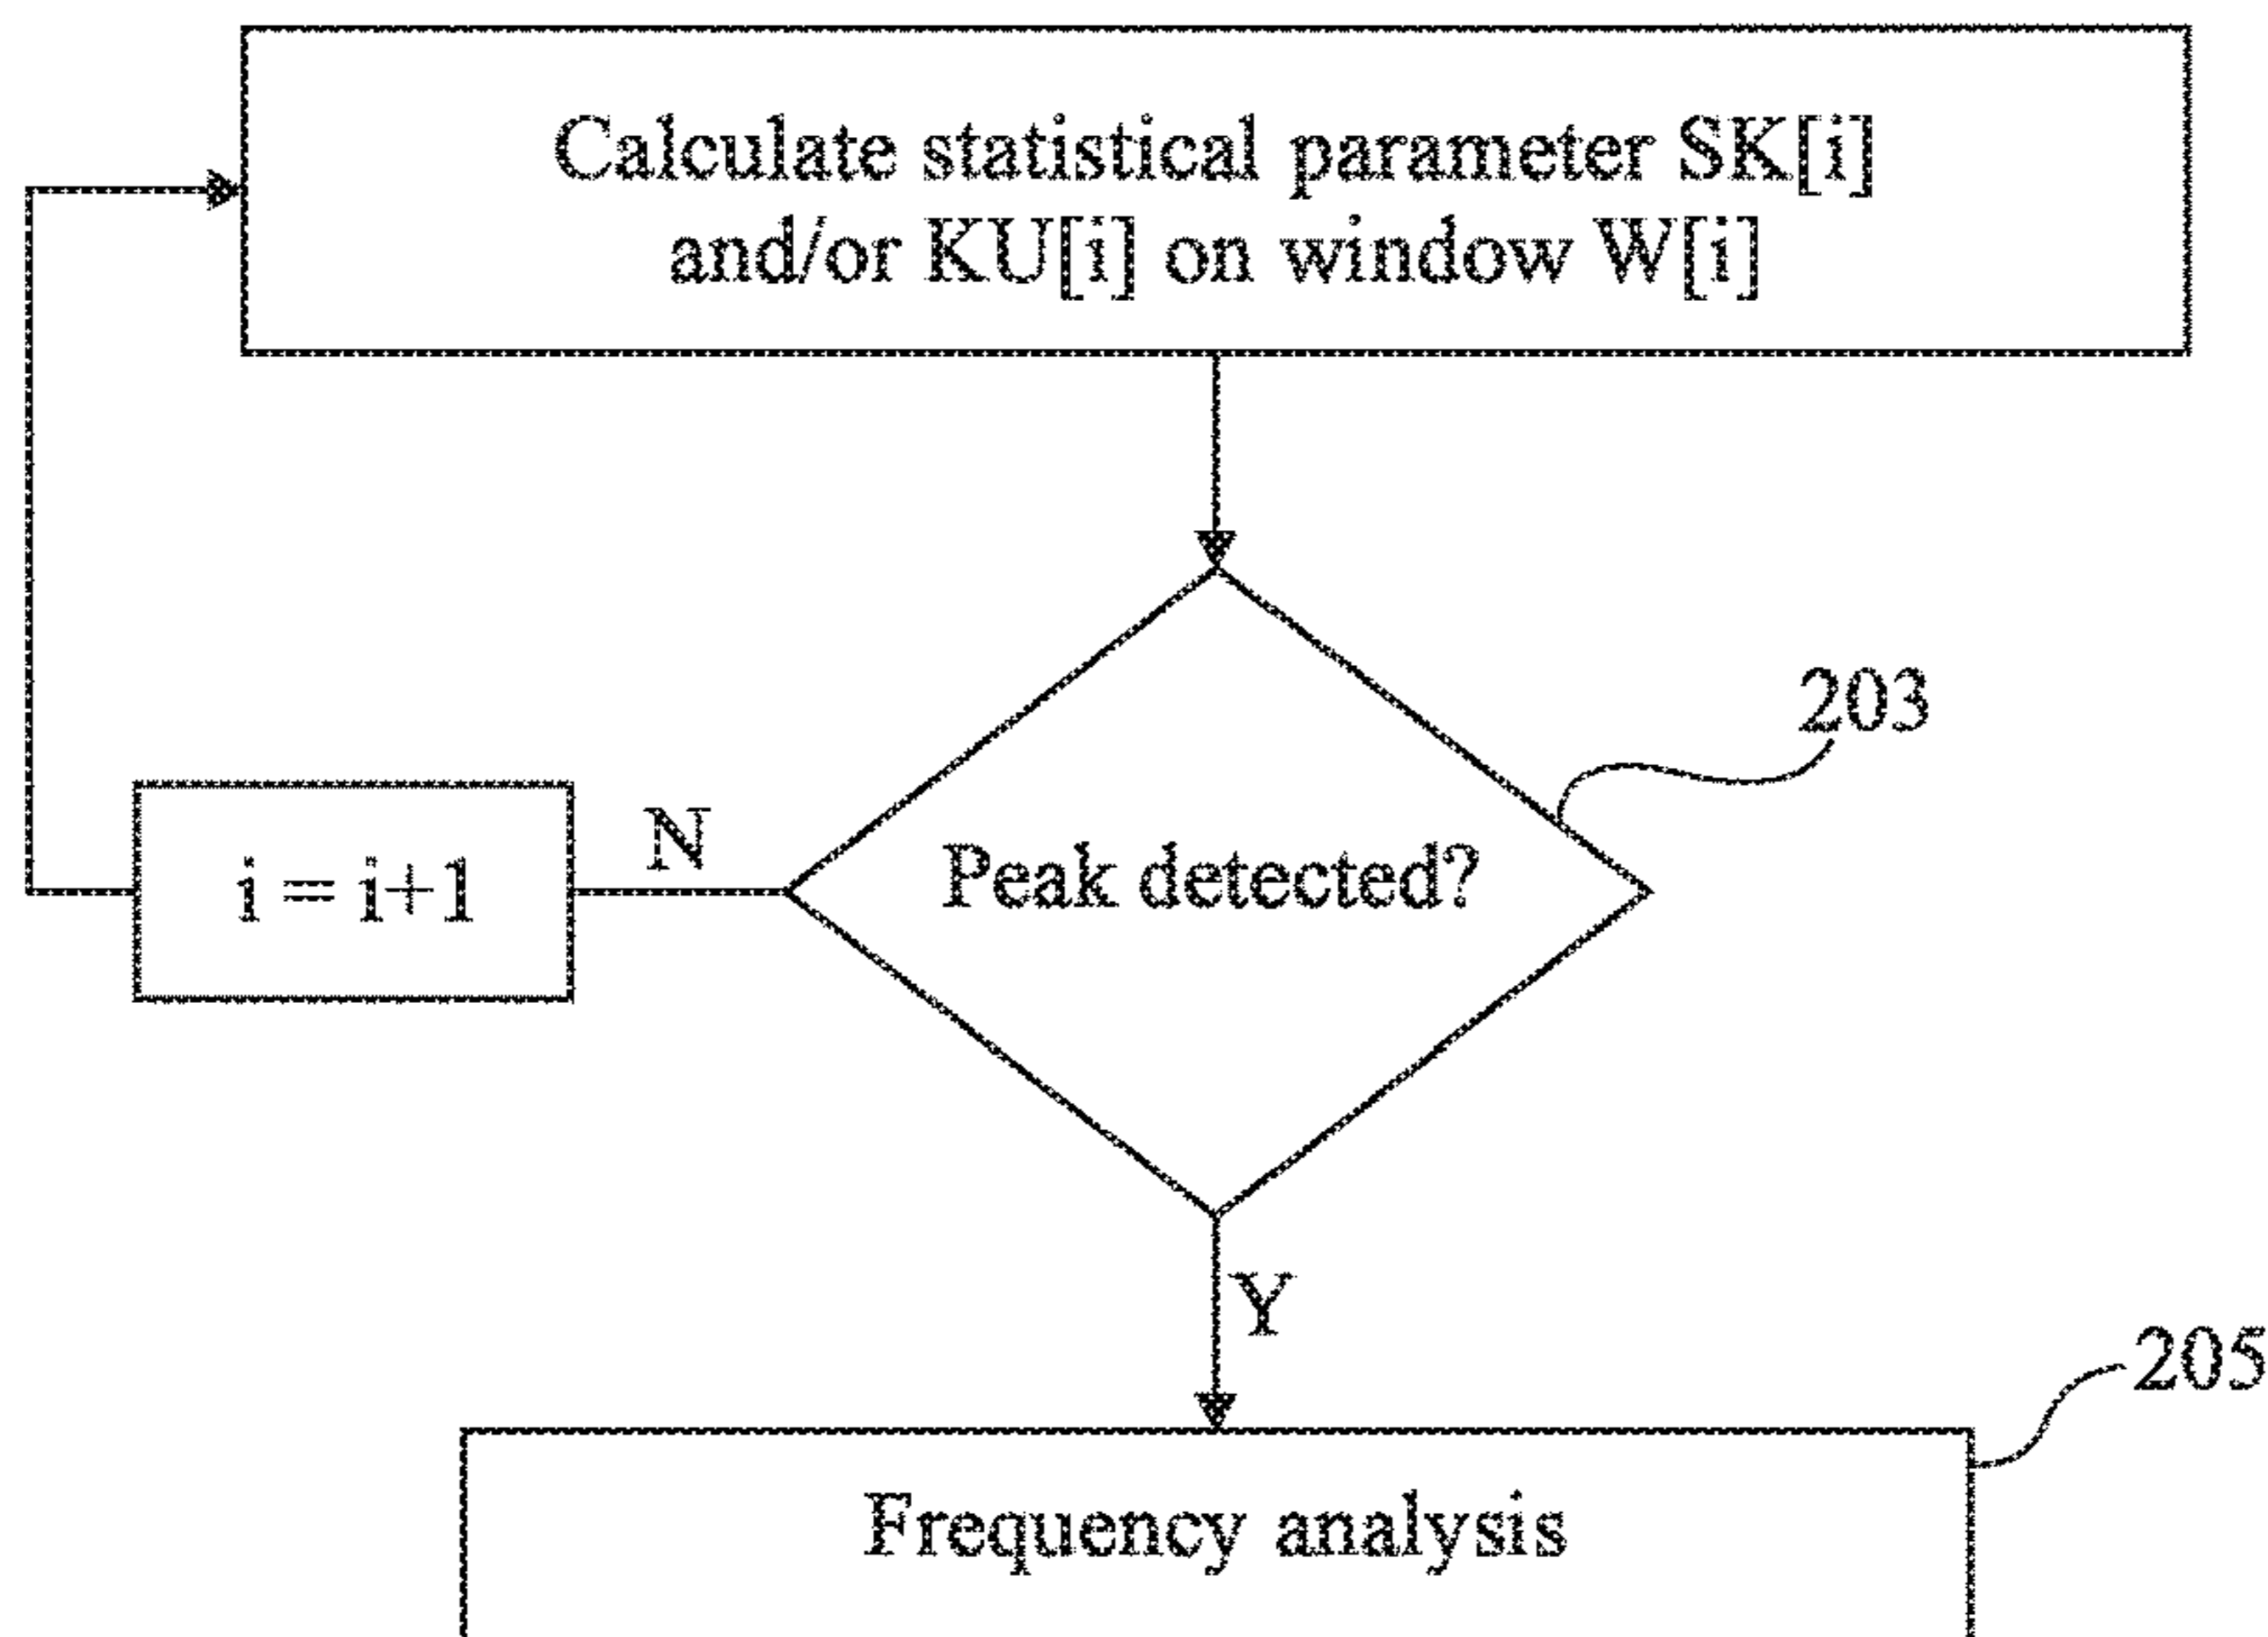 Calculate statistical parameter SK[i]
and/or KU[i] on window W[i]
203
N
i = i+1
Peak detected?
Y
205
Frequency analysis